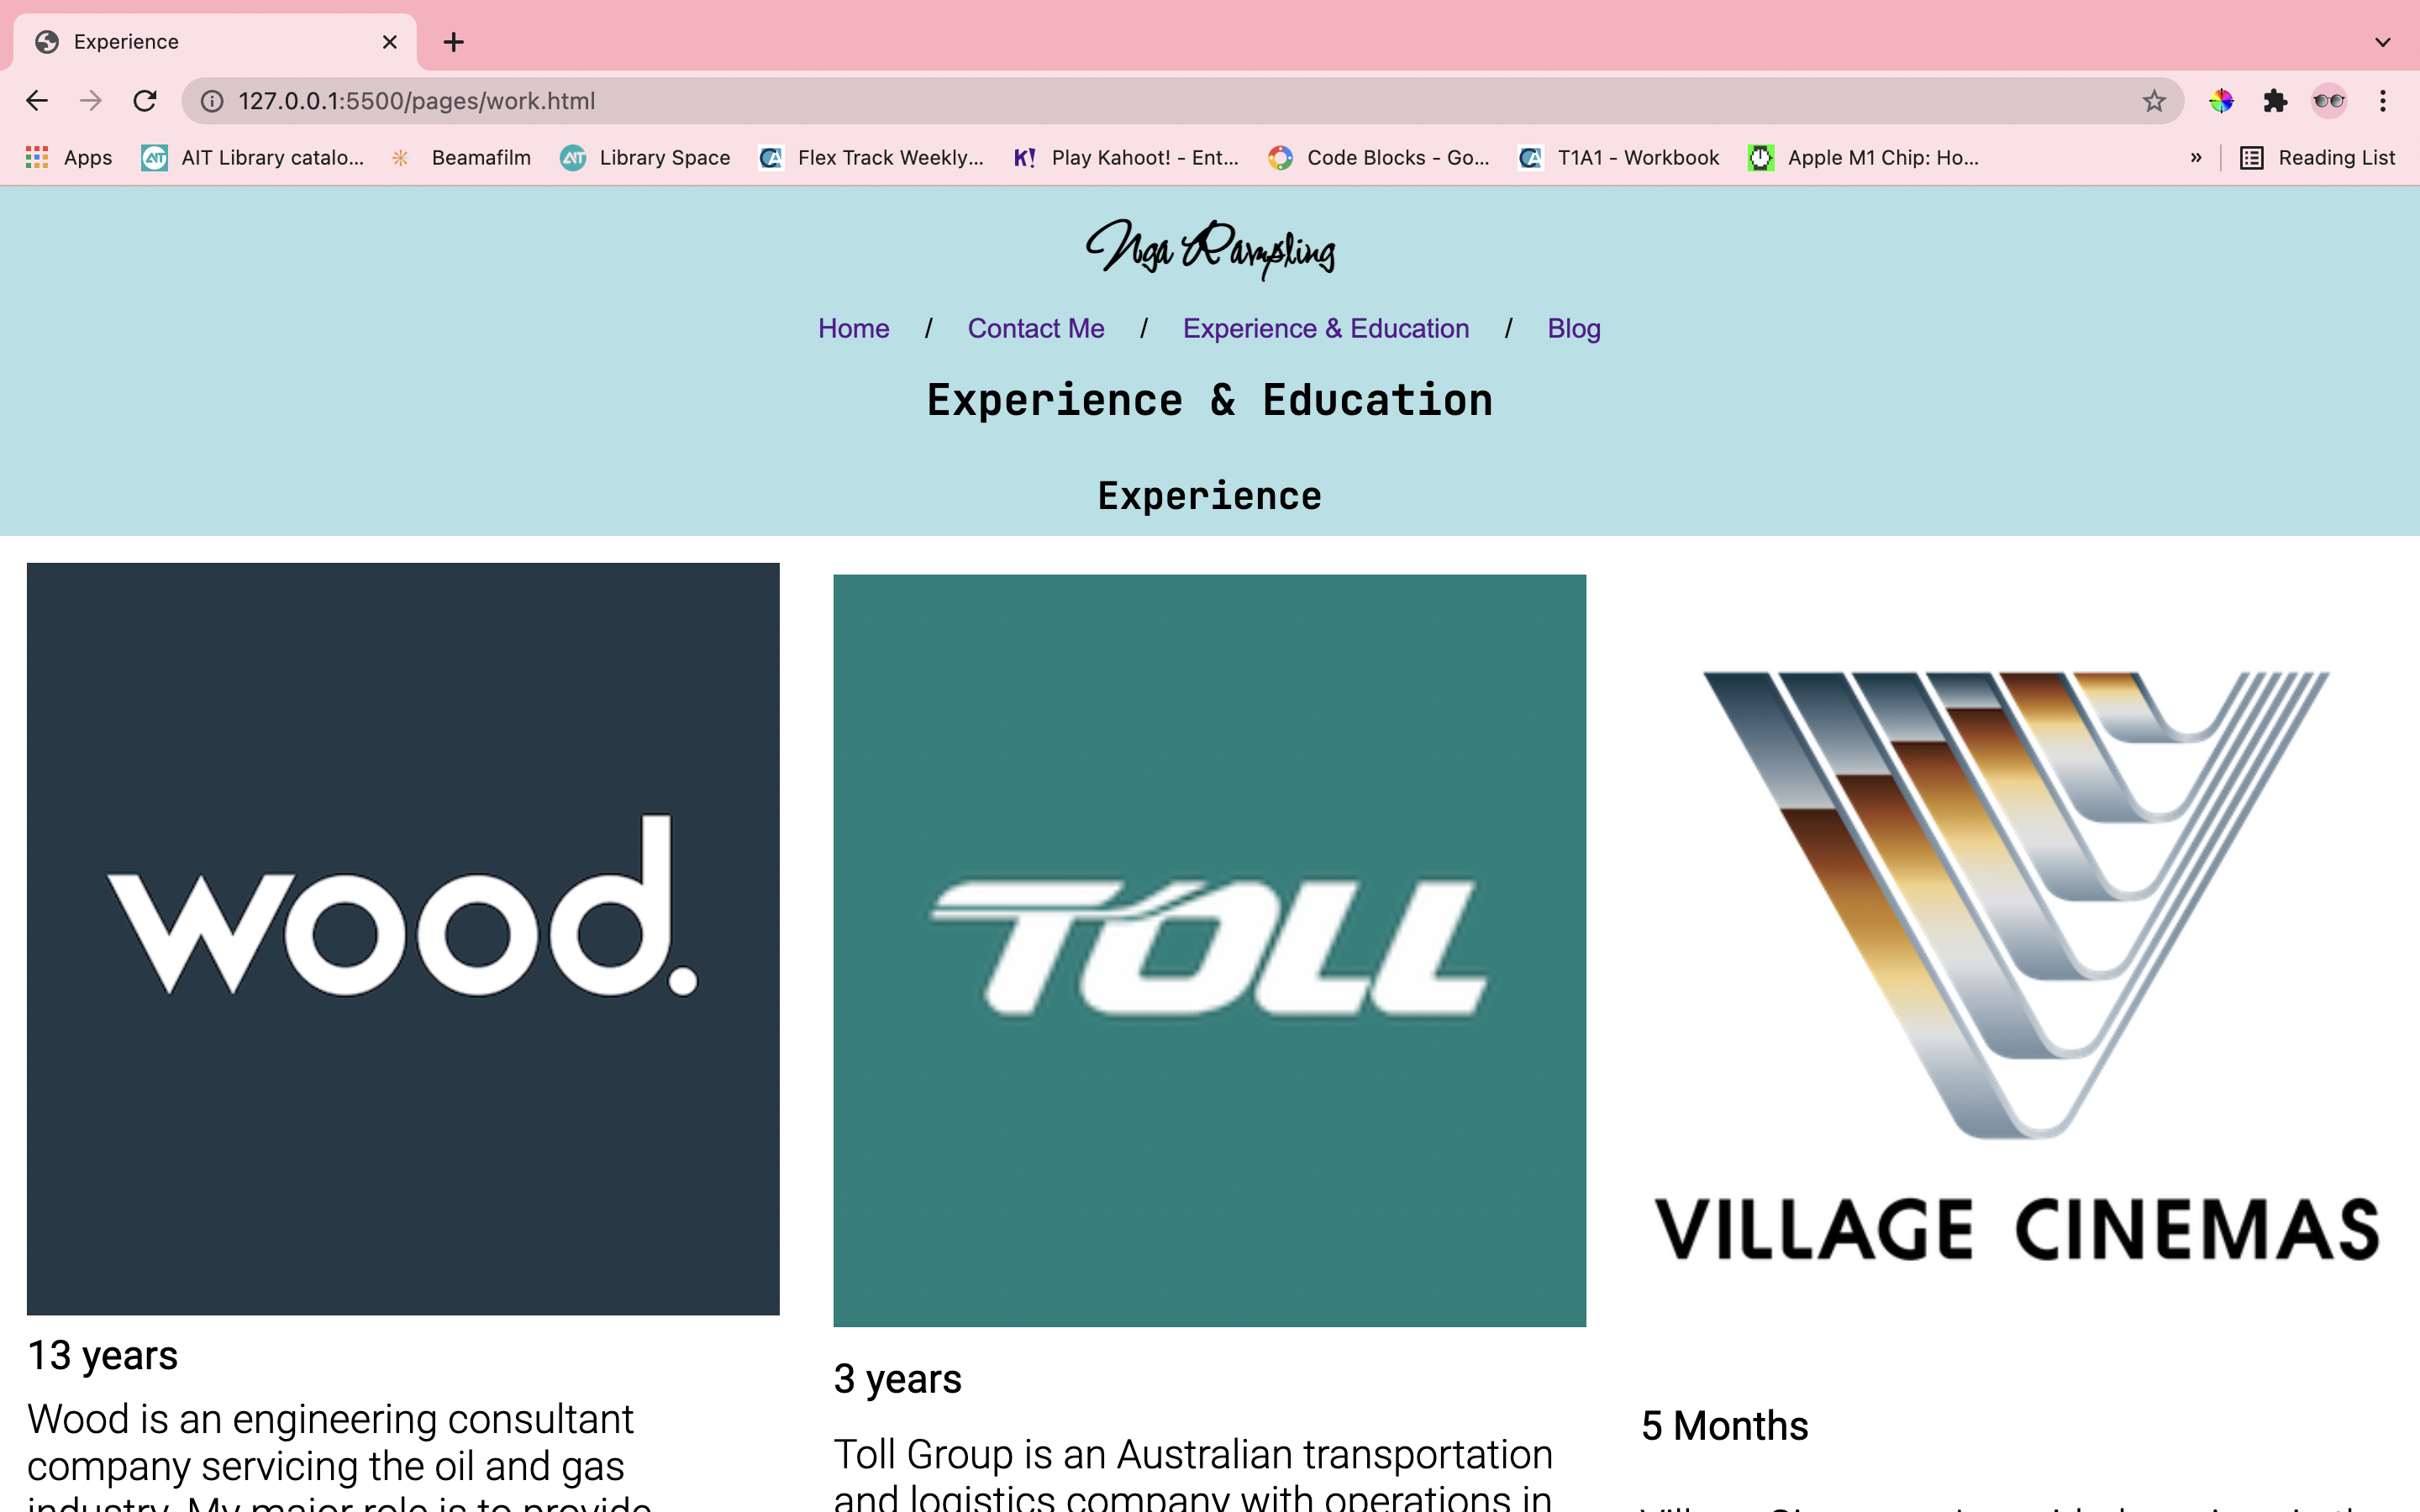 Experience
127.0.0.1:5500/pages/work.html
Apps AIT Library catalo... Beamafilm Library Space Flex Track Weekly... K! Play Kahoot! - Ent... Code Blocks - Go... CA T1A1 - Workbook Apple M1 Chip: Ho... » Reading List
Nga Rampling
Home / Contact Me / Experience & Education / Blog
Experience & Education
Experience
wood.
TOLL
VILLAGE CINEMAS
13 years
Wood is an engineering consultant
company servicing the oil and gas
industry. My major role is to provide
3 years
Toll Group is an Australian transportation
and logistics company with operations in
5 Months